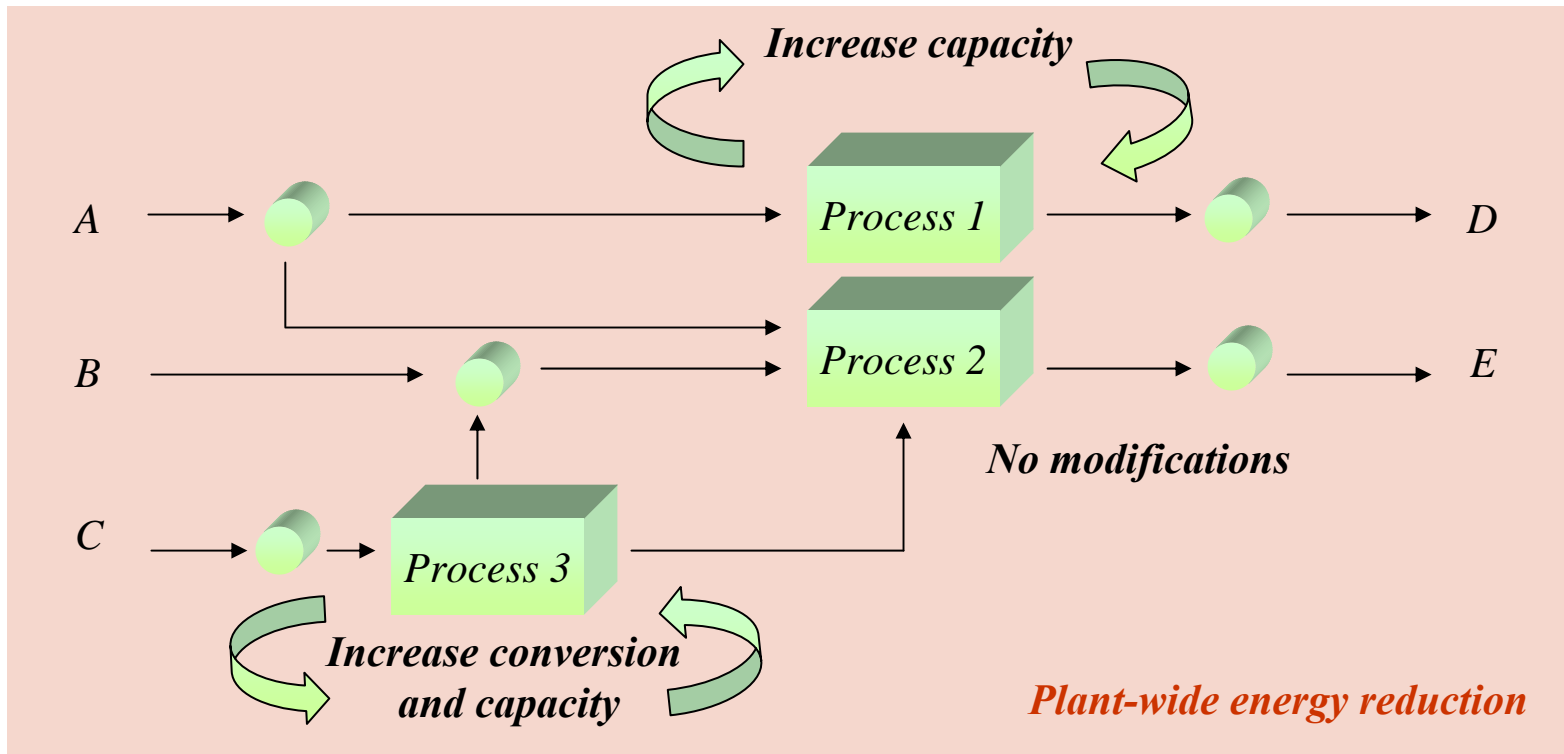 Increase capacity
A
Process 1
D
B
Process 2
E
No modifications
C
Process 3
Increase conversion
and capacity
Plant-wide energy reduction